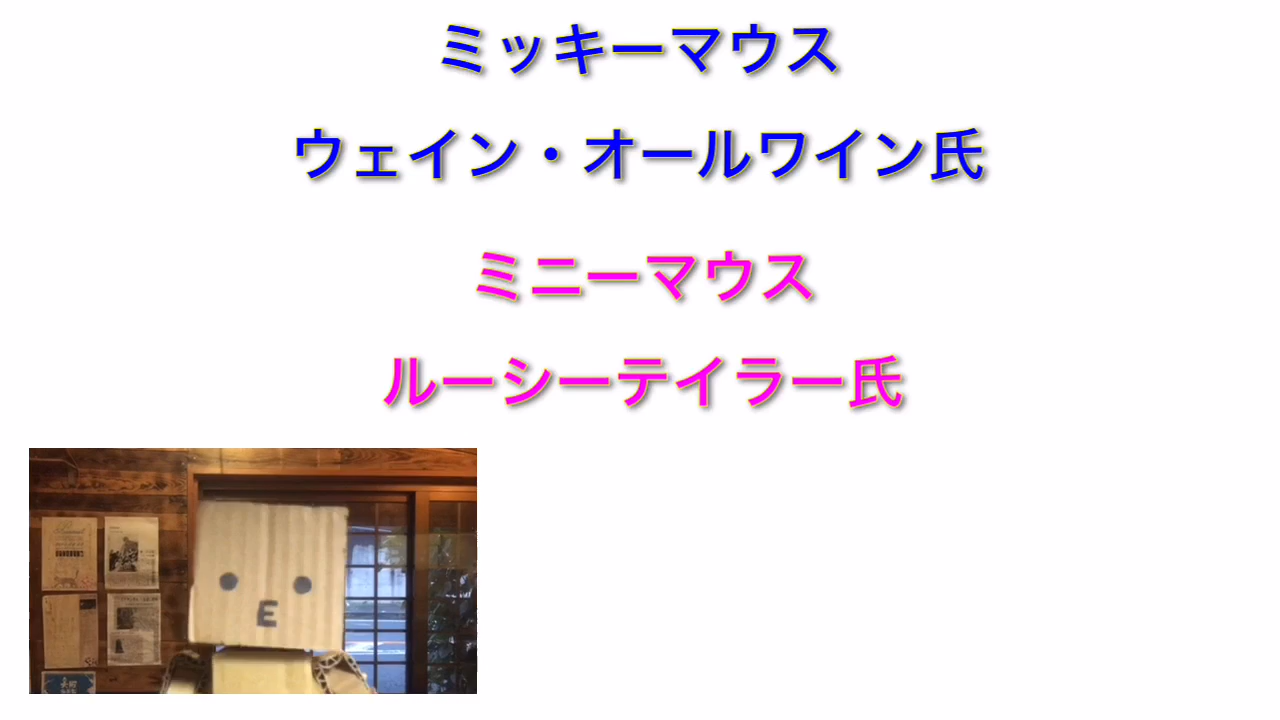 ミッキーマウス
ウェイン・オールワイン氏
ミニーマウス
ルーシーテイラー氏
E